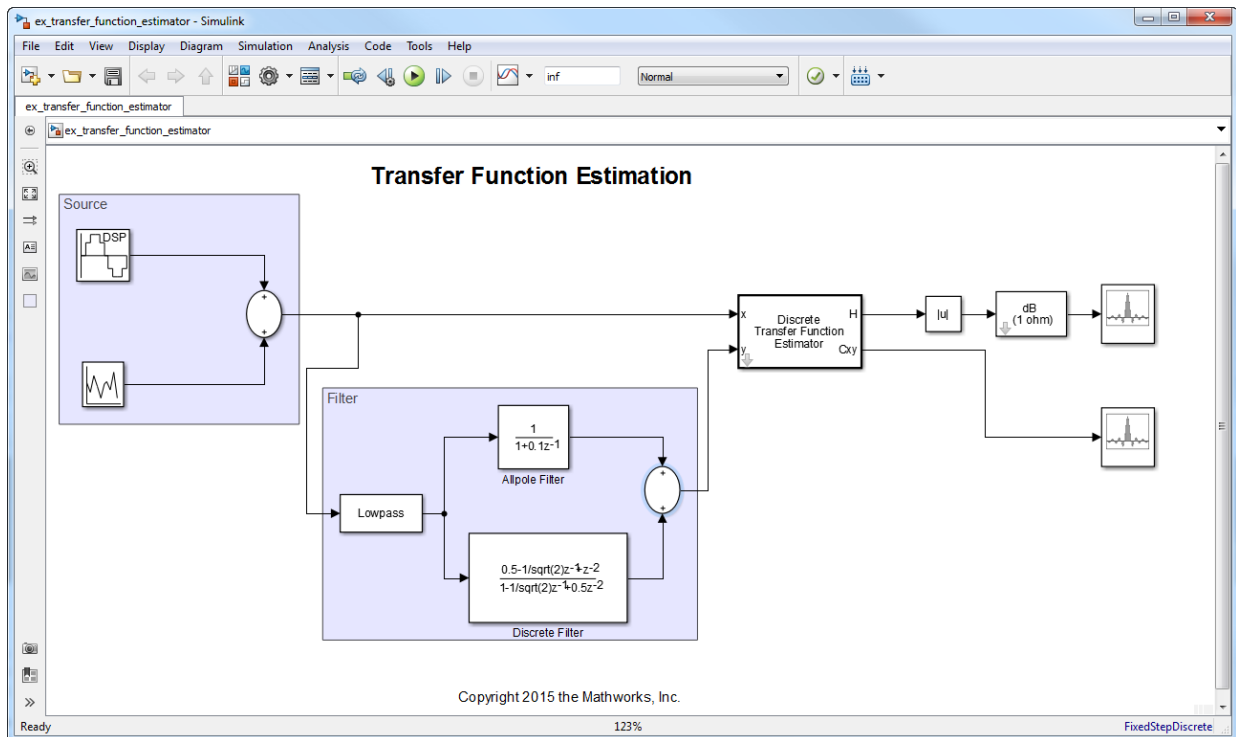 ex_transfer_function_estimator - Simulink
File Edit View Display Diagram Simulation Analysis Code Tools Help
inf Normal
ex_transfer_function_estimator
ex_transfer_function_estimator
Transfer Function Estimation
Source
DSP
+
+
x H
Discrete
Transfer Function
Estimator
y Cxy
|u|
dB
(1 ohm)
Filter
1
1+0.1z-1
Allpole Filter
+
+
Lowpass
0.5-1/sqrt(2)z-1+z-2
1-1/sqrt(2)z-1+0.5z-2
Discrete Filter
Copyright 2015 the Mathworks, Inc.
Ready 123% FixedStepDiscrete